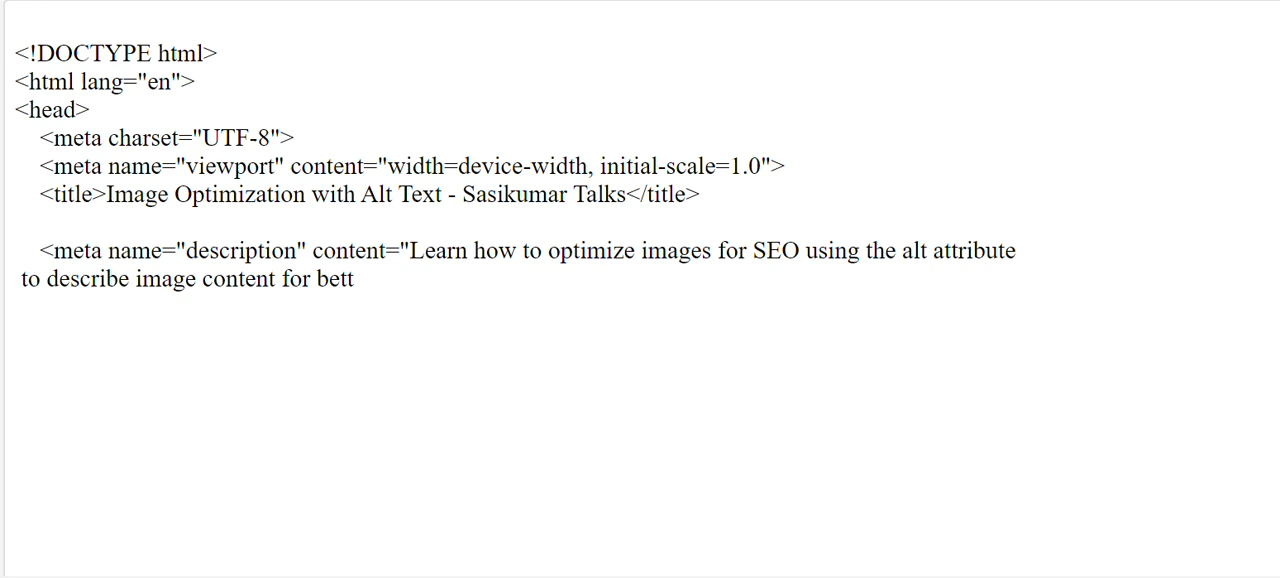 <!DOCTYPE html>
<html lang="en">
<head>
    <meta charset="UTF-8">
    <meta name="viewport" content="width=device-width, initial-scale=1.0">
    <title>Image Optimization with Alt Text - Sasikumar Talks</title>
    <meta name="description" content="Learn how to optimize images for SEO using the alt attribute
 to describe image content for bett